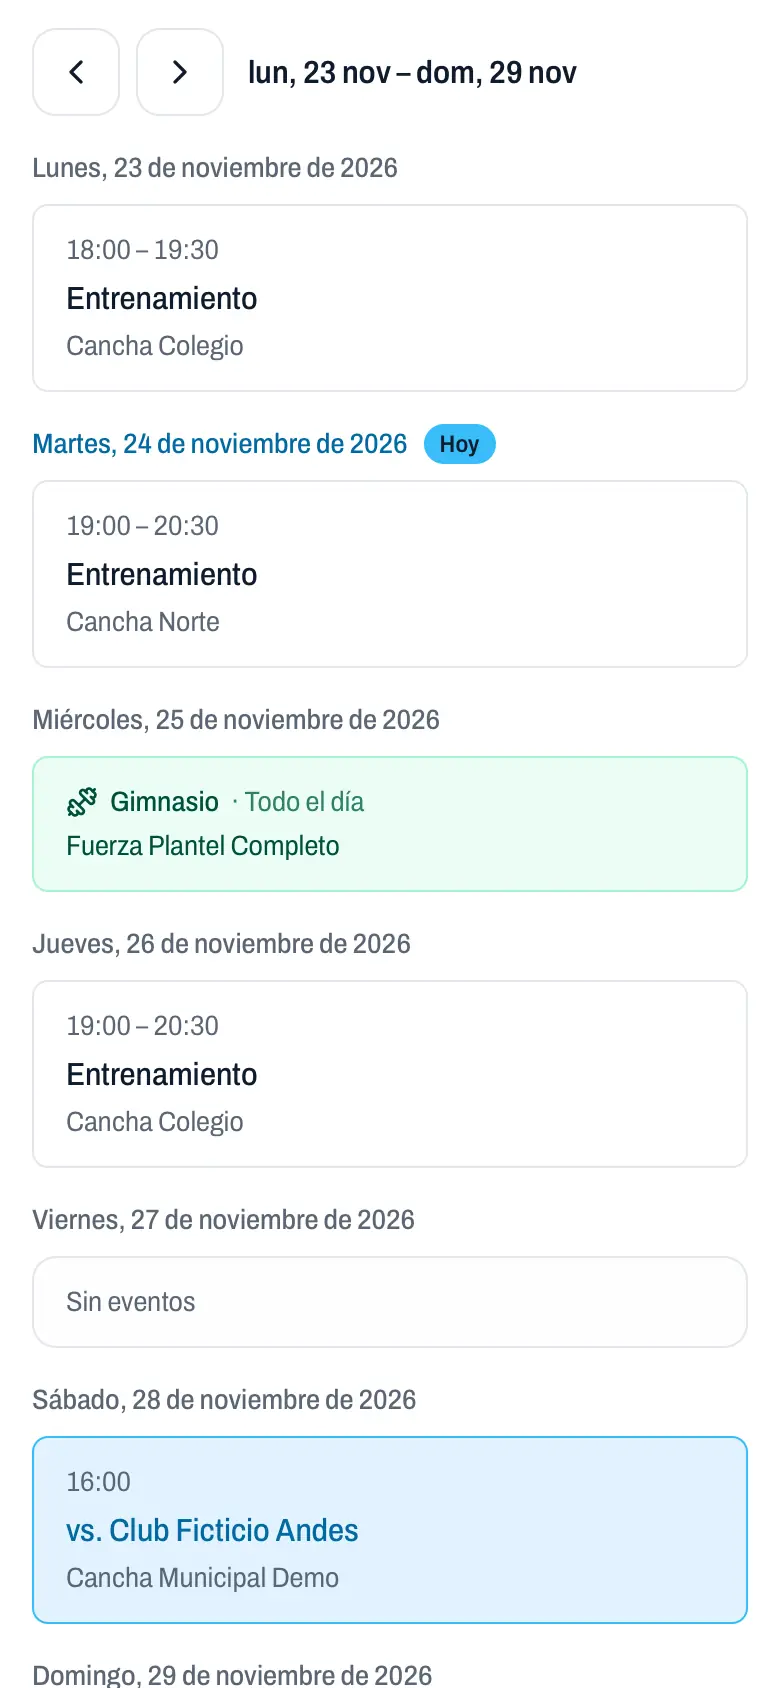 lun, 23 nov – dom, 29 nov
Lunes, 23 de noviembre de 2026
18:00 – 19:30
Entrenamiento
Cancha Colegio
Martes, 24 de noviembre de 2026 Hoy
19:00 – 20:30
Entrenamiento
Cancha Norte
Miércoles, 25 de noviembre de 2026
Gimnasio · Todo el día
Fuerza Plantel Completo
Jueves, 26 de noviembre de 2026
19:00 – 20:30
Entrenamiento
Cancha Colegio
Viernes, 27 de noviembre de 2026
Sin eventos
Sábado, 28 de noviembre de 2026
16:00
vs. Club Ficticio Andes
Cancha Municipal Demo
Domingo, 29 de noviembre de 2026